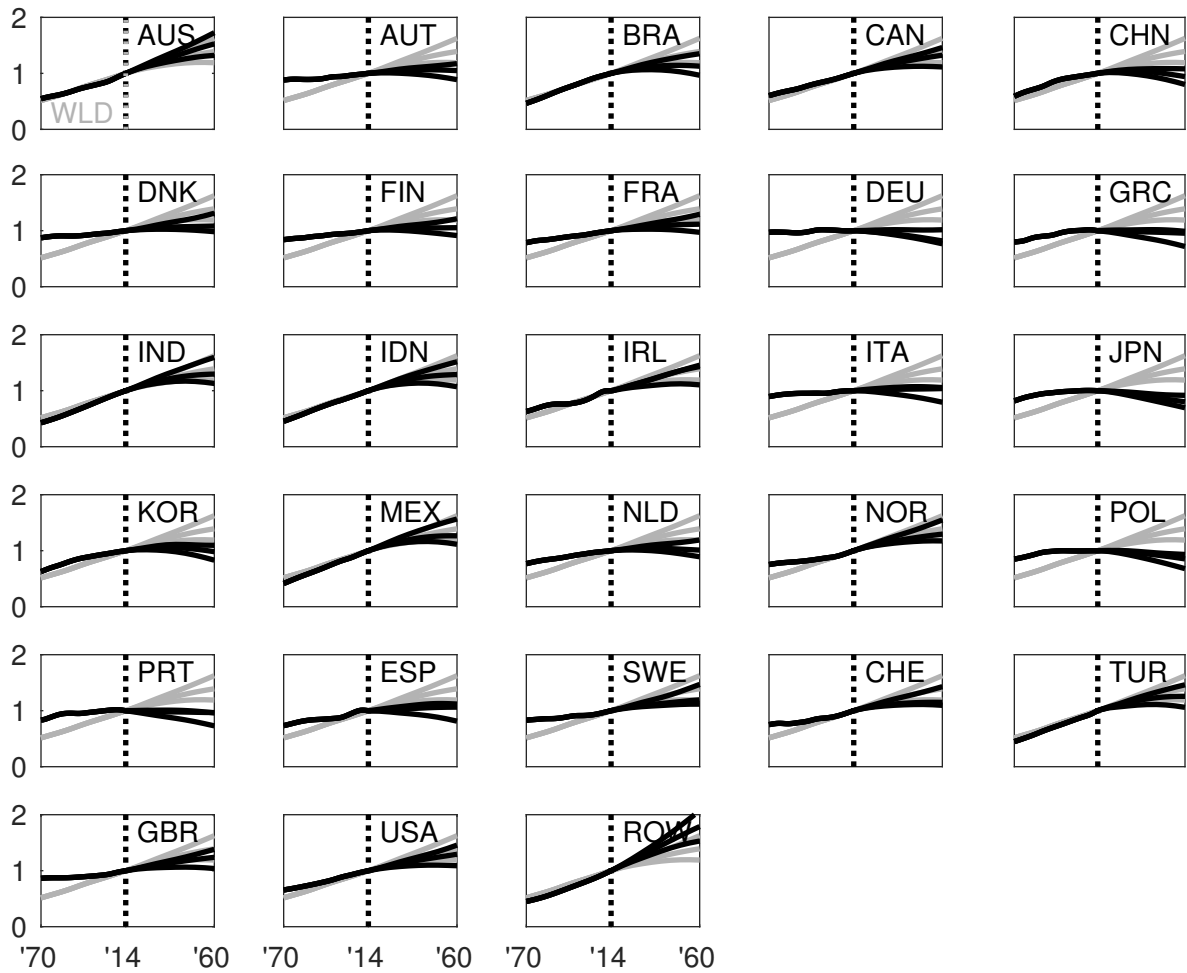 2 AUS AUT BRA CAN CHN
1
WLD
0
2 DNK FIN FRA DEU GRC
1
0
2 IND IDN IRL ITA JPN
1
0
2 KOR MEX NLD NOR POL
1
0
2 PRT ESP SWE CHE TUR
1
0
2 GBR USA ROW
1
0
'70 '14 '60 '70 '14 '60 '70 '14 '60